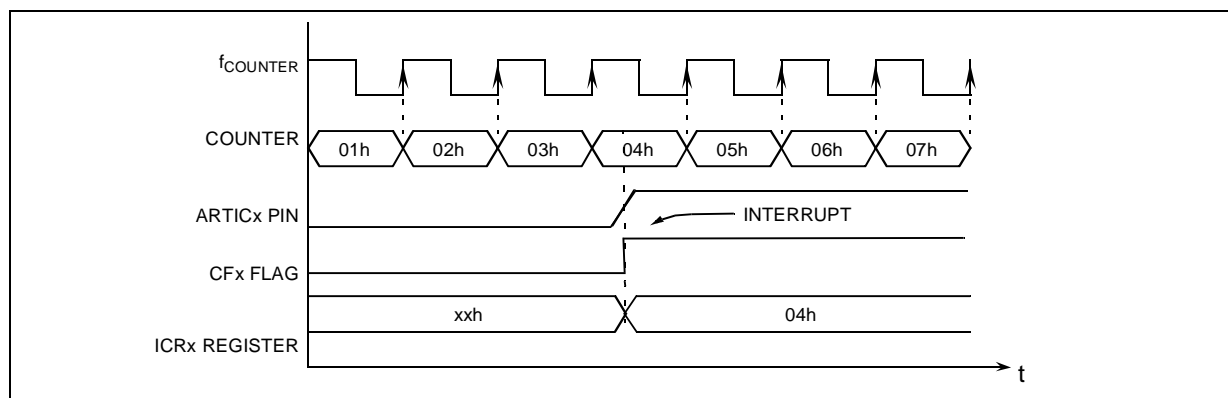 fCOUNTER
COUNTER
01h 02h 03h 04h 05h 06h 07h
ARTICx PIN
INTERRUPT
CFx FLAG
xxh 04h
ICRx REGISTER
t